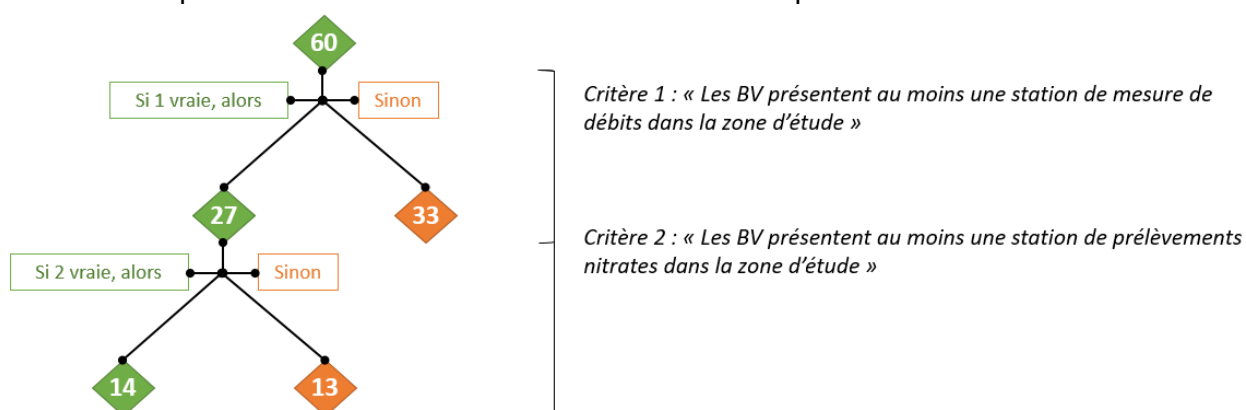 60
Si 1 vraie, alors
Sinon
Critère 1 : « Les BV présentent au moins une station de mesure de
débits dans la zone d’étude »
27
33
Si 2 vraie, alors
Sinon
Critère 2 : « Les BV présentent au moins une station de prélèvements
nitrates dans la zone d’étude »
14
13